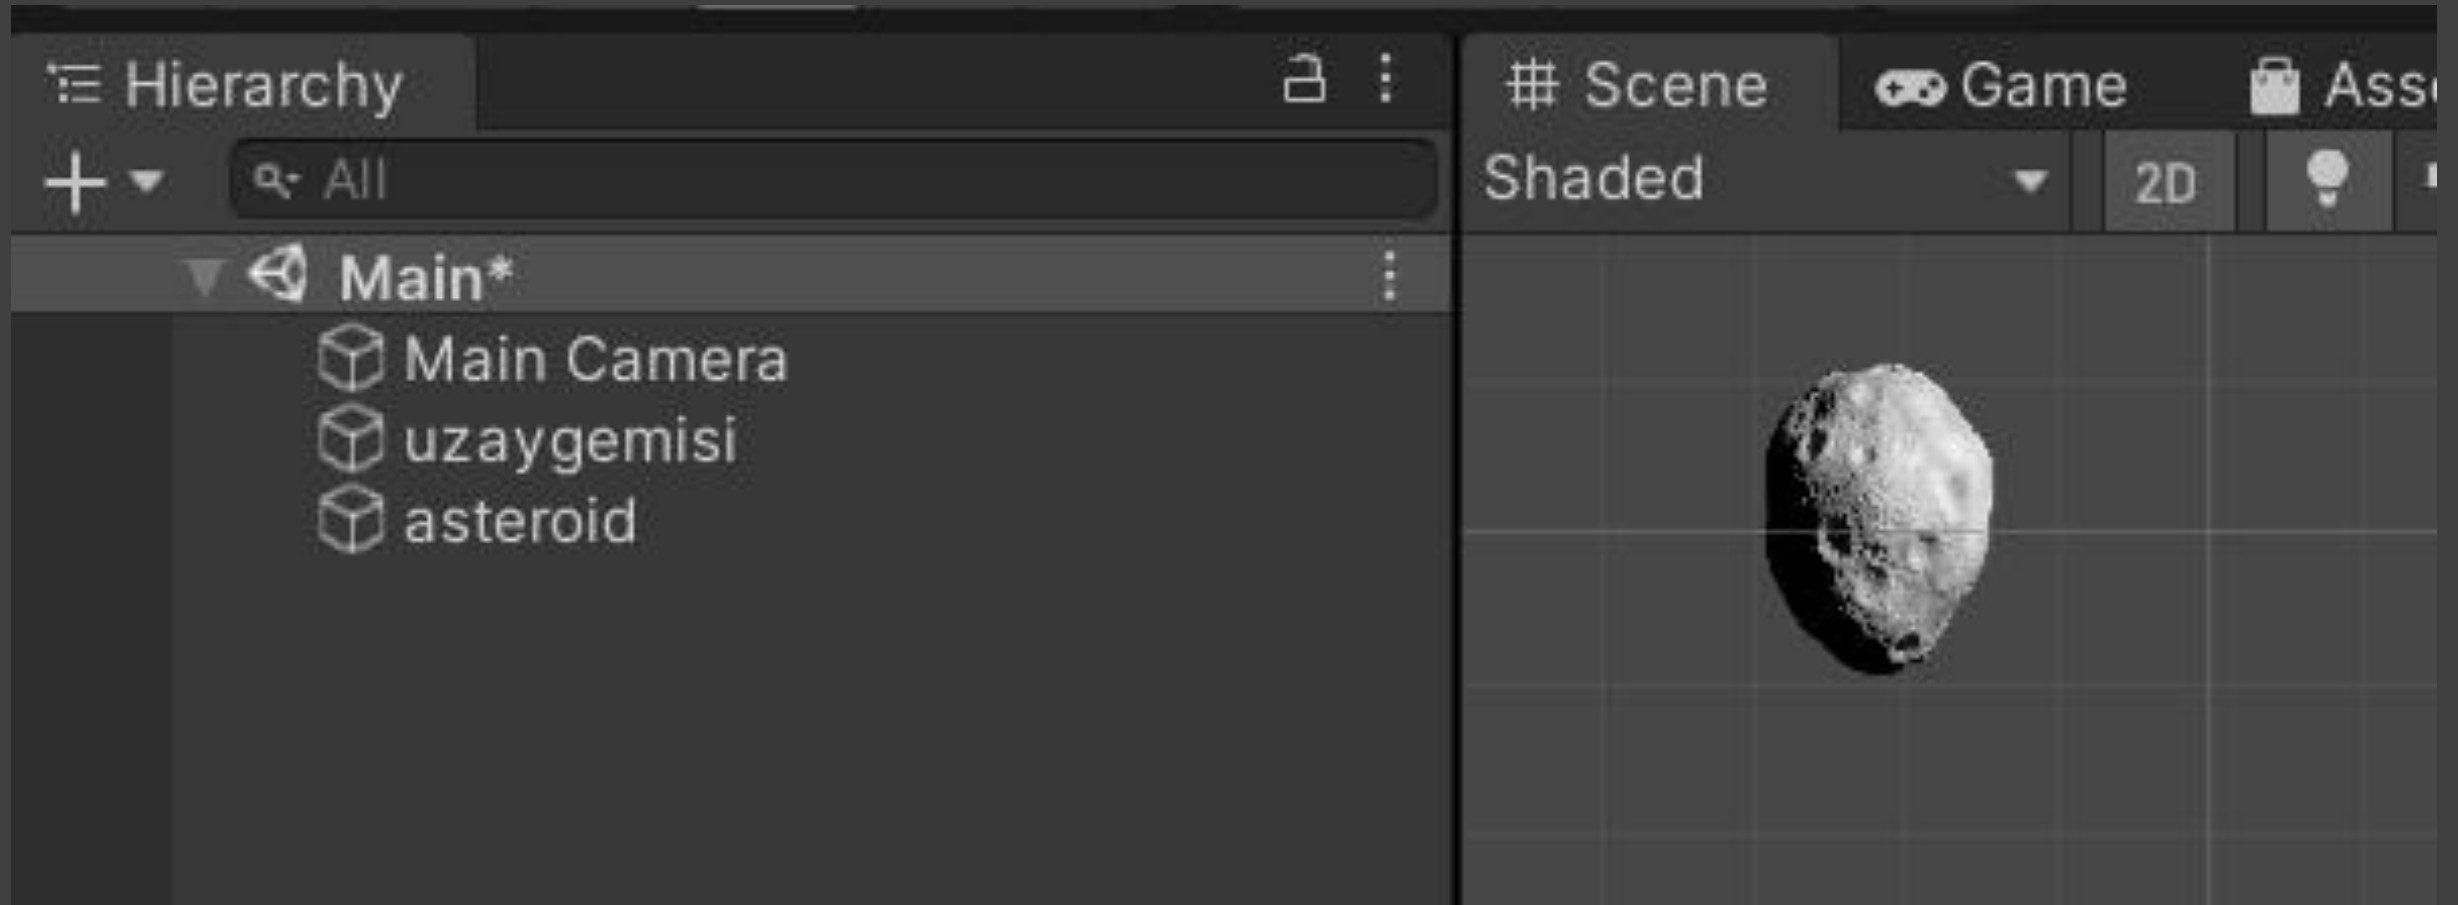 Hierarchy
All
Main*
Main Camera
uzaygemisi
asteroid
Scene Game
Shaded 2D